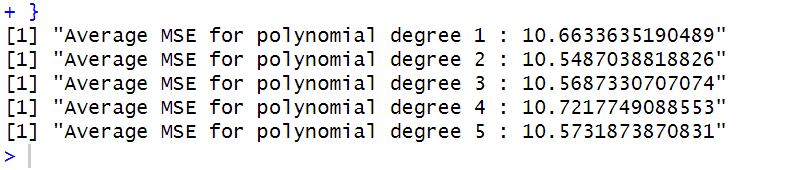 + }
[1] "Average MSE for polynomial degree 1 : 10.6633635190489"
[1] "Average MSE for polynomial degree 2 : 10.5487038818826"
[1] "Average MSE for polynomial degree 3 : 10.5687330707074"
[1] "Average MSE for polynomial degree 4 : 10.7217749088553"
[1] "Average MSE for polynomial degree 5 : 10.5731873870831"
>